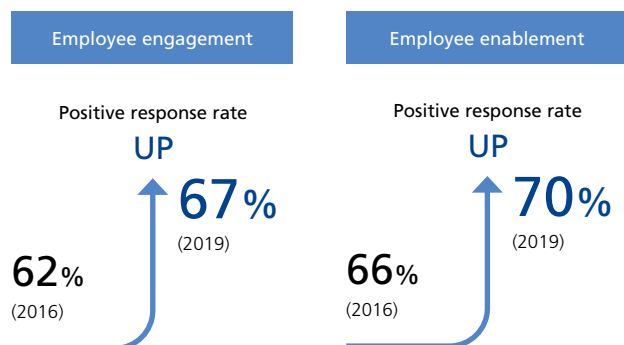 Employee engagement
Positive response rate
UP
67%
(2019)
62%
(2016)
Employee enablement
Positive response rate
UP
70%
(2019)
66%
(2016)